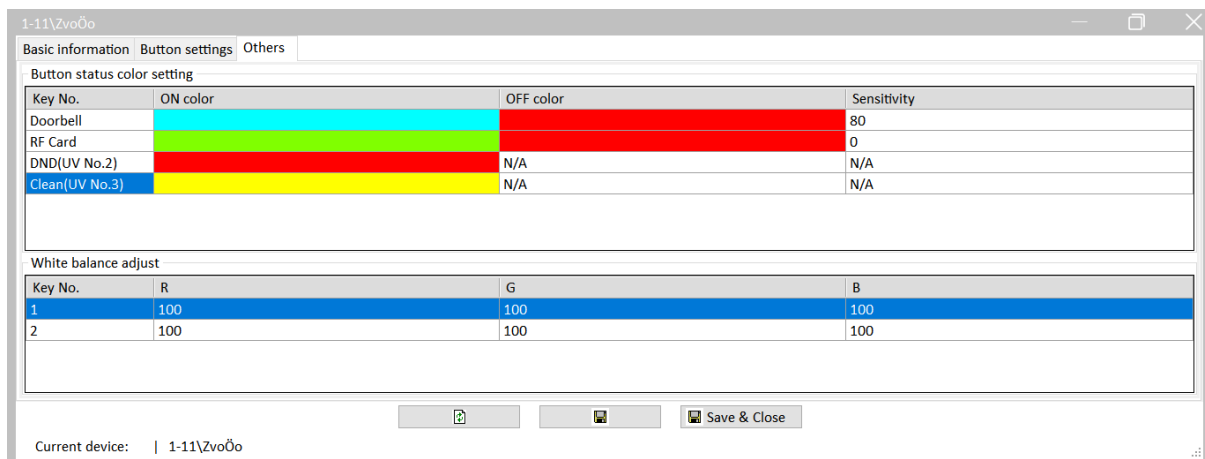 1-11\ZvoÖo
Basic information Button settings Others
Button status color setting
Key No. ON color OFF color Sensitivity
Doorbell 80
RF Card 0
DND(UV No.2) N/A N/A
Clean(UV No.3) N/A N/A
White balance adjust
Key No. R G B
1 100 100 100
2 100 100 100
Save & Close
Current device: | 1-11\ZvoÖo